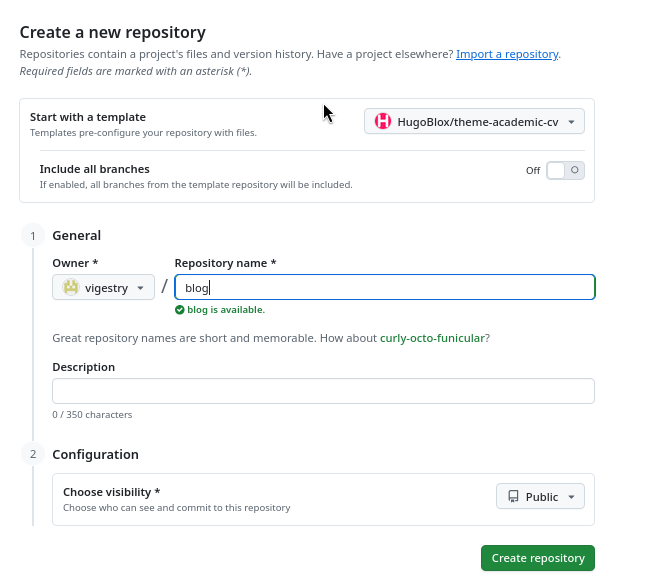 Create a new repository
Repositories contain a project's files and version history. Have a project elsewhere? Import a repository.
Required fields are marked with an asterisk (*).
Start with a template
Templates pre-configure your repository with files.
HugoBlox/theme-academic-cv
Include all branches
If enabled, all branches from the template repository will be included.
Off
1 General
Owner *
Repository name *
vigestry / blog
blog is available.
Great repository names are short and memorable. How about curly-octo-funicular?
Description
0 / 350 characters
2 Configuration
Choose visibility *
Choose who can see and commit to this repository
Public
Create repository